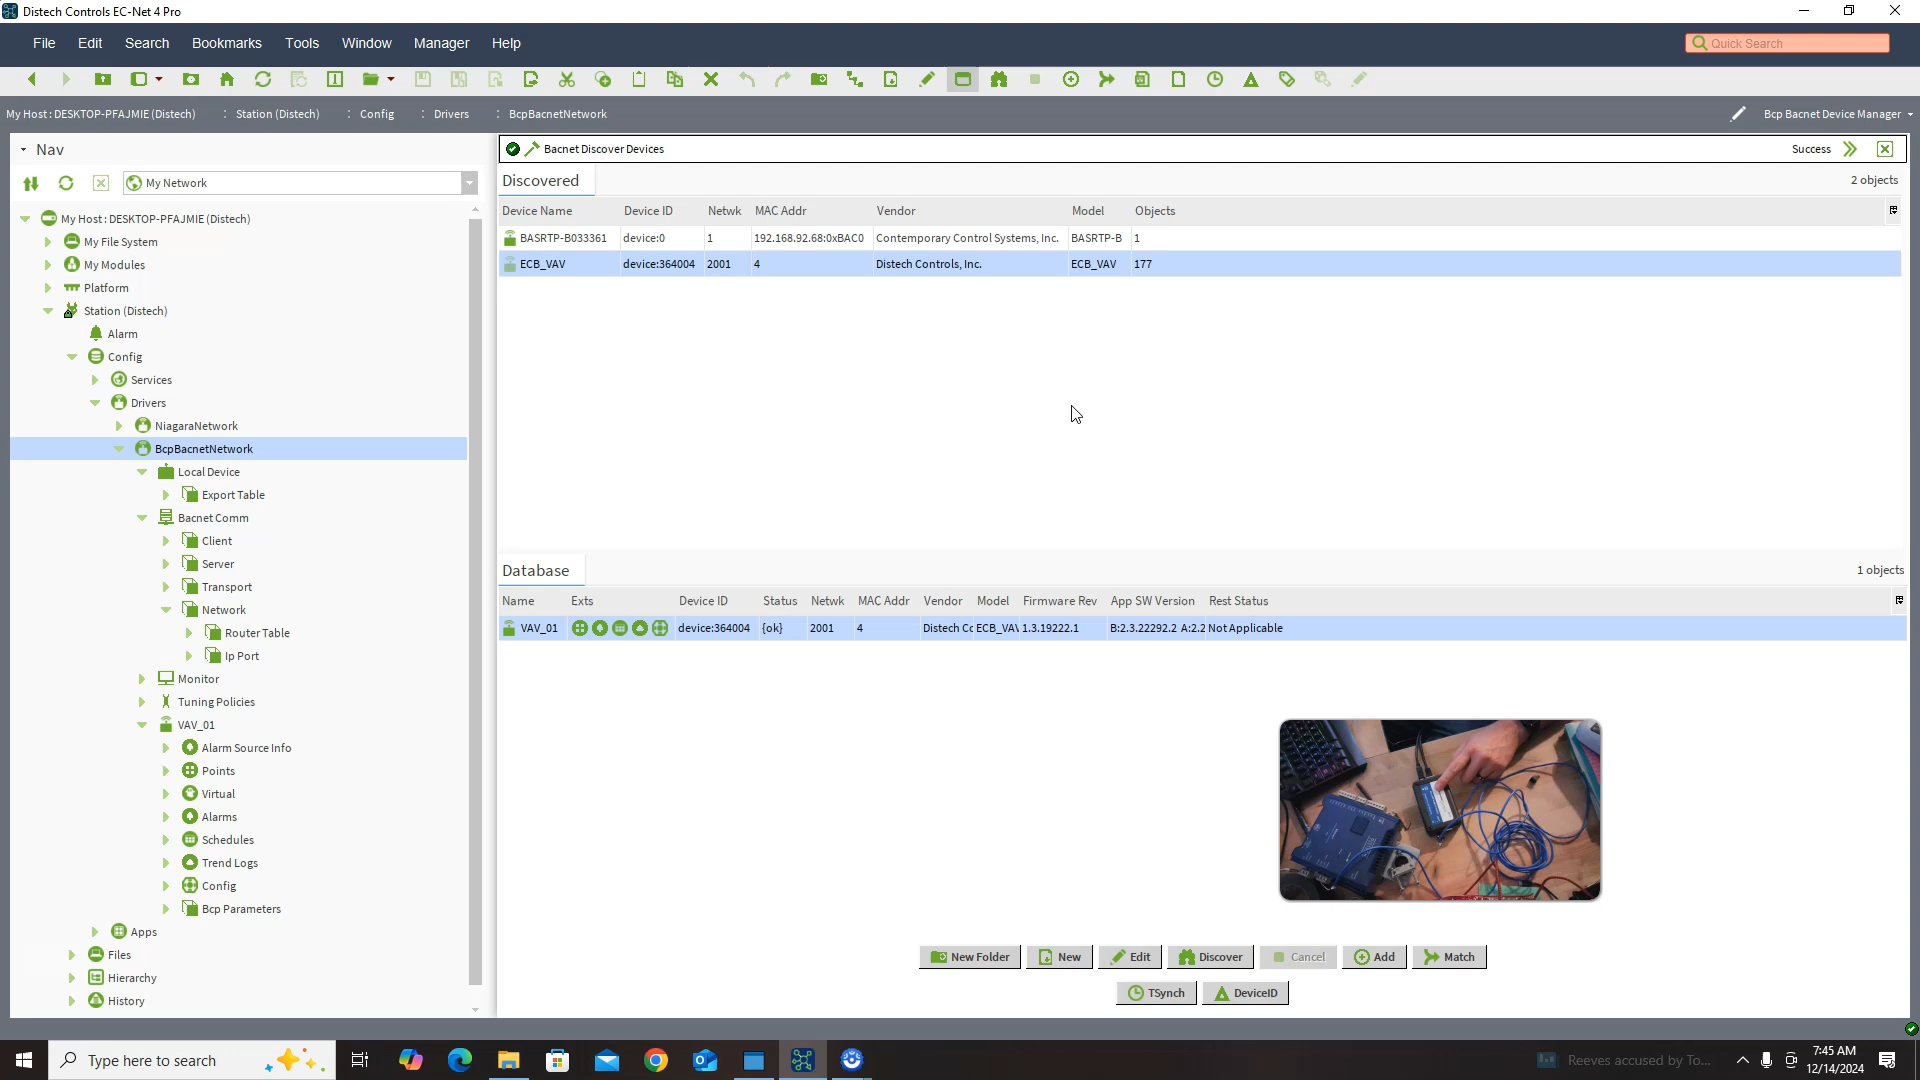 Distech Controls EC-Net 4 Pro
File Edit Search Bookmarks Tools Window Manager Help
Quick Search
My Host : DESKTOP-PFAJMIE (Distech) : Station (Distech) : Config : Drivers : BcpBacnetNetwork
Bcp Bacnet Device Manager
Nav
My Network
My Host : DESKTOP-PFAJMIE (Distech)
My File System
My Modules
Platform
Station (Distech)
Alarm
Config
Services
Drivers
NiagaraNetwork
BcpBacnetNetwork
Local Device
Export Table
Bacnet Comm
Client
Server
Transport
Network
Router Table
Ip Port
Monitor
Tuning Policies
VAV_01
Alarm Source Info
Points
Virtual
Alarms
Schedules
Trend Logs
Config
Bcp Parameters
Apps
Files
Hierarchy
History
Bacnet Discover Devices Success
Discovered 2 objects
Device Name Device ID Netwk MAC Addr Vendor Model Objects
BASRTP-B033361 device:0 1 192.168.92.68:0xBAC0 Contemporary Control Systems, Inc. BASRTP-B 1
ECB_VAV device:364004 2001 4 Distech Controls, Inc. ECB_VAV 177
Database 1 objects
Name Exts Device ID Status Netwk MAC Addr Vendor Model Firmware Rev App SW Version Rest Status
VAV_01 device:364004 {ok} 2001 4 Distech Cc ECB_VAV 1.3.19222.1 B:2.3.22292.2 A:2.2 Not Applicable
New Folder New Edit Discover Cancel Add Match
TSynch DeviceID
Type here to search
Reeves accused by To...
7:45 AM
12/14/2024